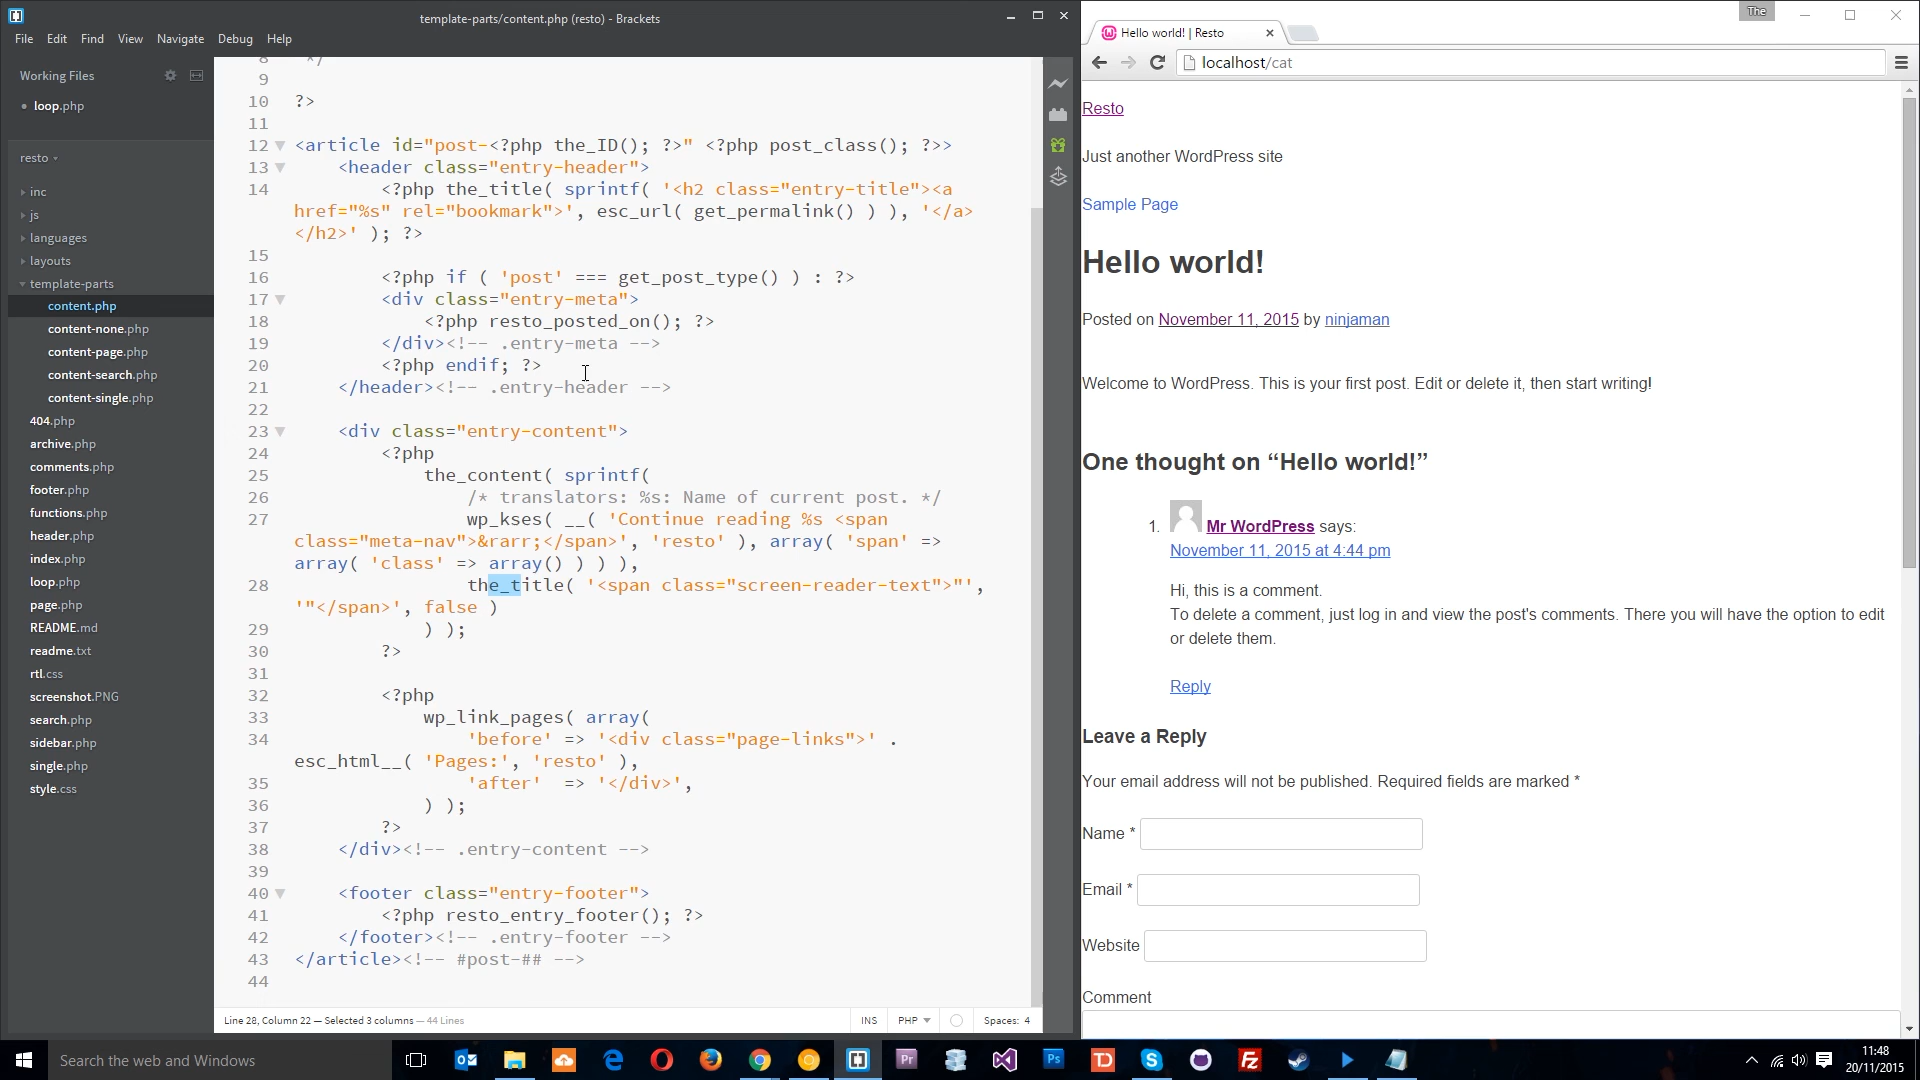 template-parts/content.php (resto) - Brackets
File Edit Find View Navigate Debug Help
Working Files
loop.php
resto
inc
js
languages
layouts
template-parts
content.php
content-none.php
content-page.php
content-search.php
content-single.php
404.php
archive.php
comments.php
footer.php
functions.php
header.php
index.php
loop.php
page.php
README.md
readme.txt
rtl.css
screenshot.PNG
search.php
sidebar.php
single.php
style.css
8 */
9
10 ?>
11
12 <article id="post-<?php the_ID(); ?>" <?php post_class(); ?>>
13 <header class="entry-header">
14 <?php the_title( sprintf( '<h2 class="entry-title"><a
href="%s" rel="bookmark">', esc_url( get_permalink() ) ), '</a>
</h2>' ); ?>
15
16 <?php if ( 'post' === get_post_type() ) : ?>
17 <div class="entry-meta">
18 <?php resto_posted_on(); ?>
19 </div><!-- .entry-meta -->
20 <?php endif; ?>
21 </header><!-- .entry-header -->
22
23 <div class="entry-content">
24 <?php
25 the_content( sprintf(
26 /* translators: %s: Name of current post. */
27 wp_kses( __( 'Continue reading %s <span
class="meta-nav">&rarr;</span>', 'resto' ), array( 'span' =>
array( 'class' => array() ) ) ),
28 the_title( '<span class="screen-reader-text">"',
'"</span>', false )
29 ) );
30 ?>
31
32 <?php
33 wp_link_pages( array(
34 'before' => '<div class="page-links">' .
esc_html__( 'Pages:', 'resto' ),
35 'after'  => '</div>',
36 ) );
37 ?>
38 </div><!-- .entry-content -->
39
40 <footer class="entry-footer">
41 <?php resto_entry_footer(); ?>
42 </footer><!-- .entry-footer -->
43 </article><!-- #post-## -->
44
Line 28, Column 22 — Selected 3 columns — 44 Lines
INS PHP Spaces: 4
The
Hello world! | Resto
localhost/cat
Resto
Just another WordPress site
Sample Page
Hello world!
Posted on November 11, 2015 by ninjaman
Welcome to WordPress. This is your first post. Edit or delete it, then start writing!
One thought on “Hello world!”
1. Mr WordPress says:
November 11, 2015 at 4:44 pm
Hi, this is a comment.
To delete a comment, just log in and view the post's comments. There you will have the option to edit
or delete them.
Reply
Leave a Reply
Your email address will not be published. Required fields are marked *
Name *
Email *
Website
Comment
Search the web and Windows
Pr
Ps
TD
FZ
11:48
20/11/2015